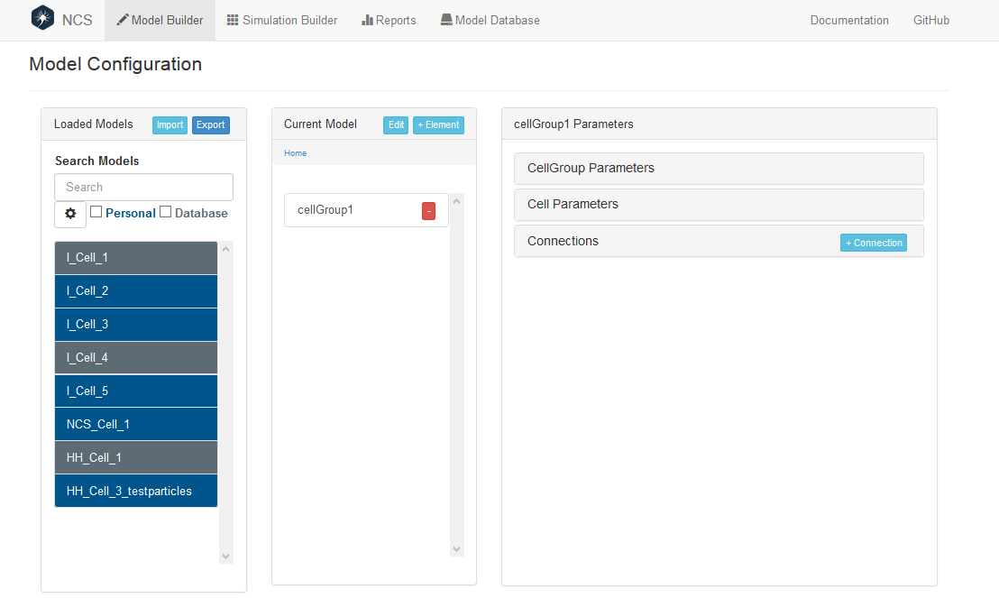 NCS Model Builder Simulation Builder Reports Model Database Documentation GitHub
Model Configuration
Loaded Models Import Export
Search Models
Search
Personal Database
I_Cell_1
I_Cell_2
I_Cell_3
I_Cell_4
I_Cell_5
NCS_Cell_1
HH_Cell_1
HH_Cell_3_testparticles
Current Model Edit + Element
Home
cellGroup1 -
cellGroup1 Parameters
CellGroup Parameters
Cell Parameters
Connections + Connection